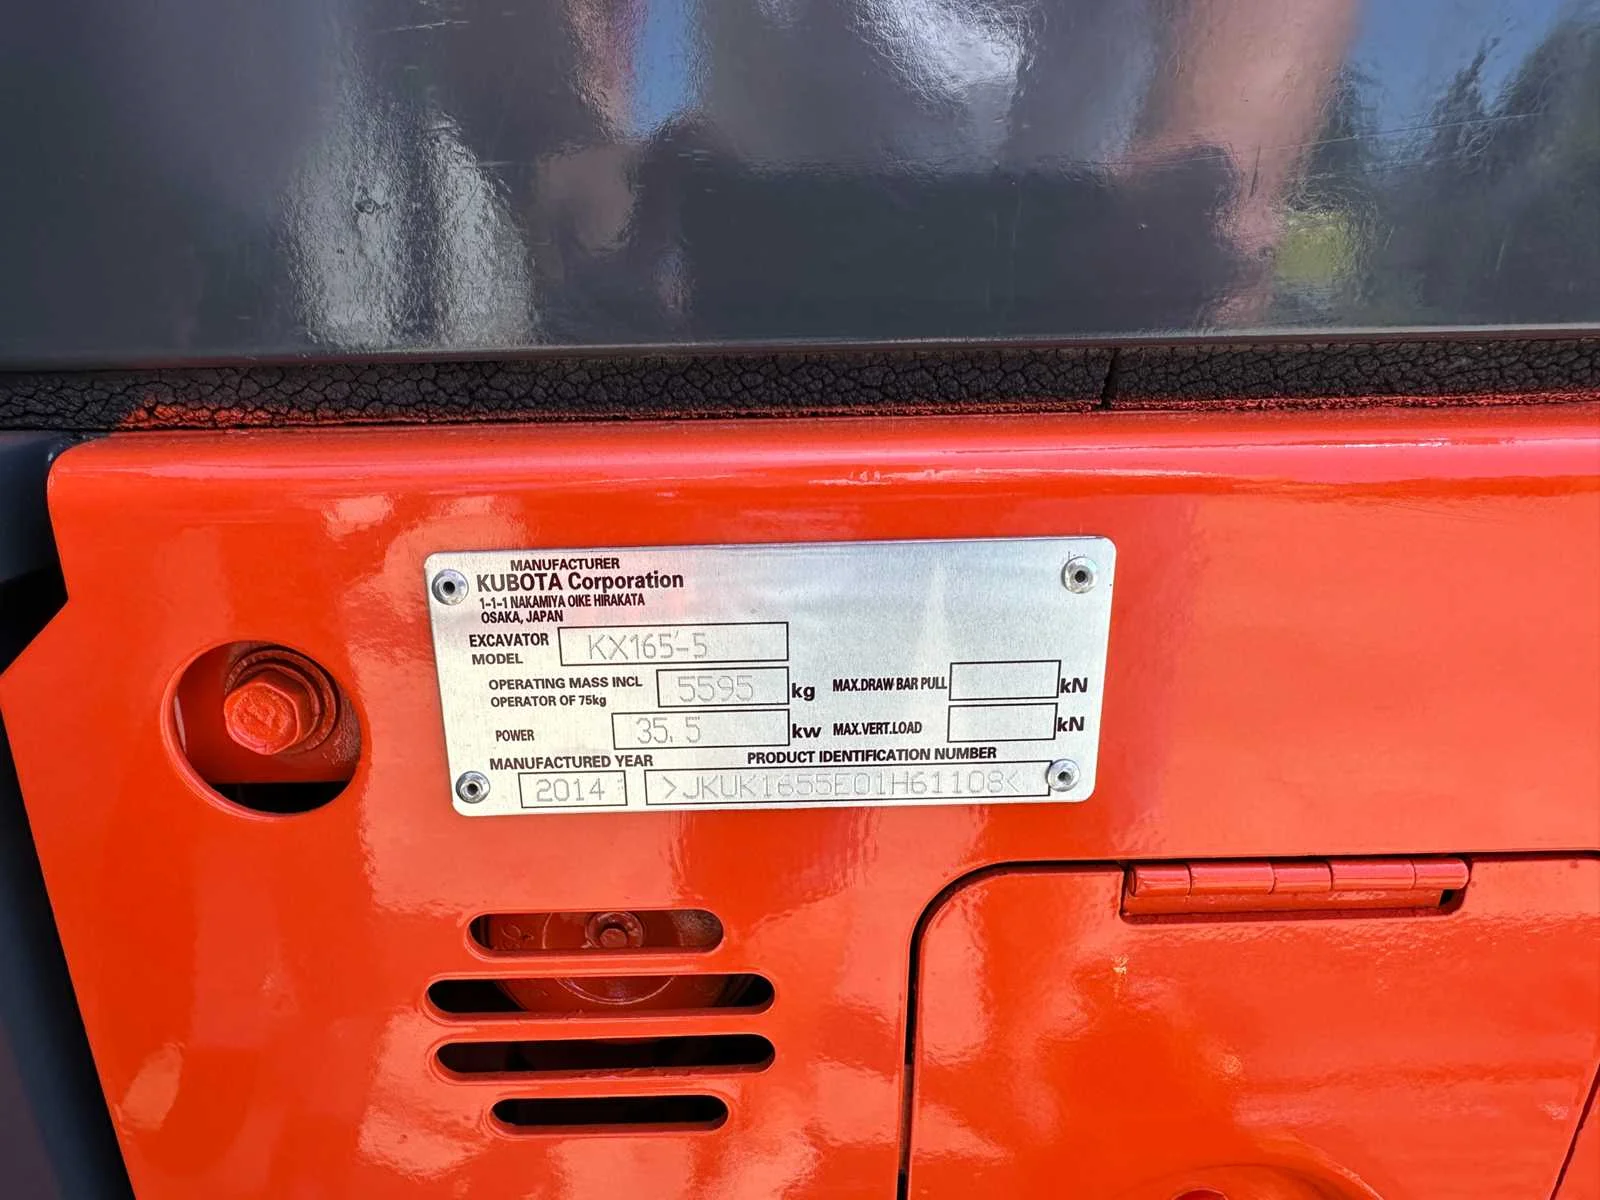 MANUFACTURER
KUBOTA Corporation
1-1-1 NAKAMIYA OIKE HIRAKATA
OSAKA, JAPAN
EXCAVATOR MODEL KX165-5
OPERATING MASS INCL OPERATOR OF 75kg 5595 kg MAX.DRAW BAR PULL kN
POWER 35.5 kw MAX.VERT.LOAD kN
MANUFACTURED YEAR PRODUCT IDENTIFICATION NUMBER
2014 >JKUK1655E01H61108<